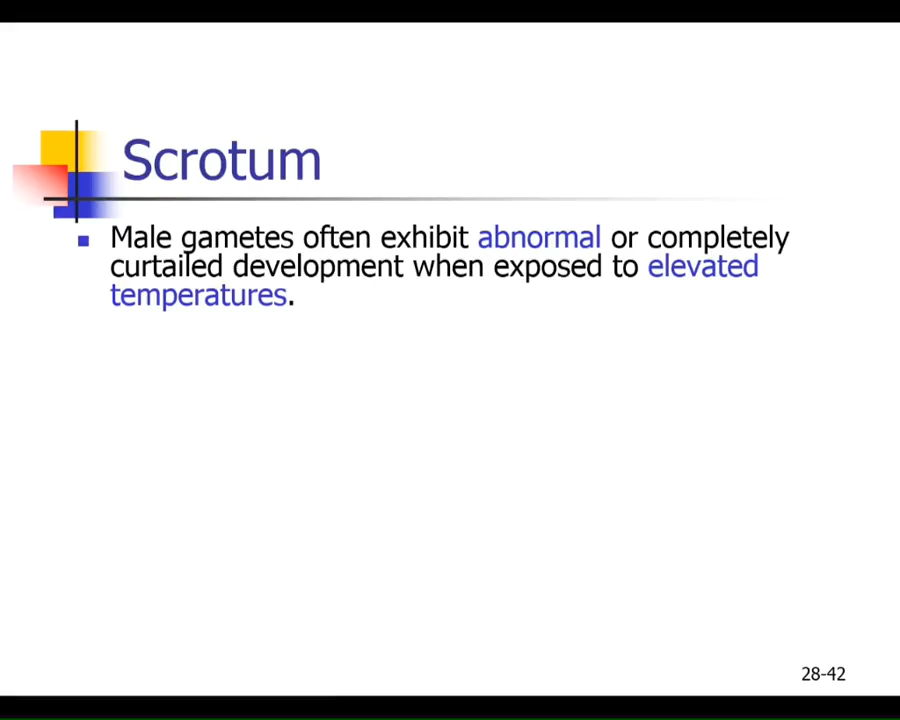 Scrotum
Male gametes often exhibit abnormal or completely
curtailed development when exposed to elevated
temperatures.
28-42